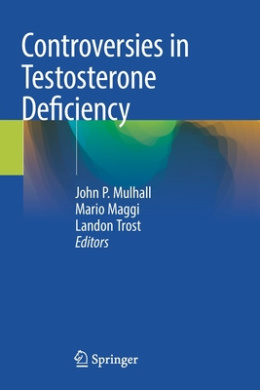 Controversies in
Testosterone
Deficiency
John P. Mulhall
Mario Maggi
Landon Trost
Editors
Springer